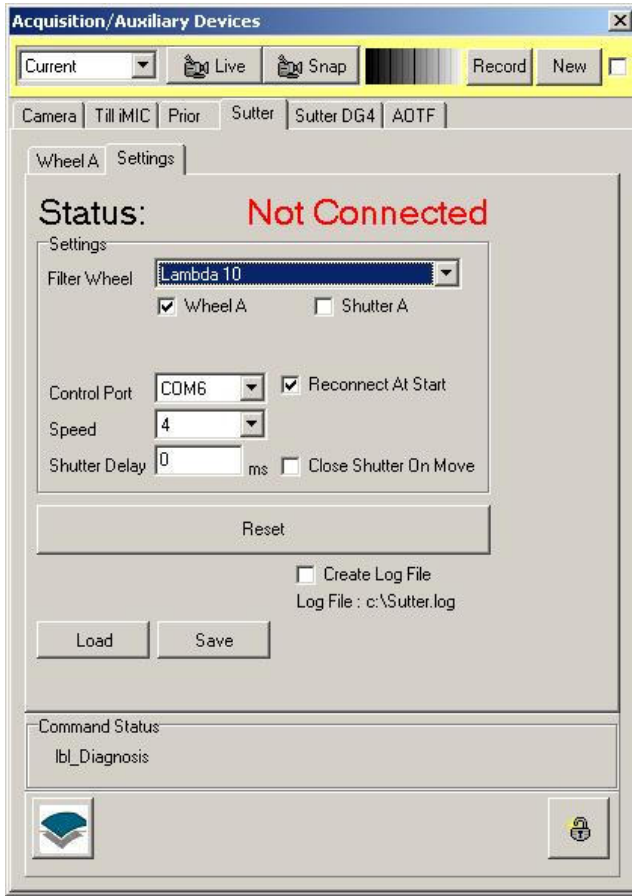 Acquisition/Auxiliary Devices
Current Live Snap Record New
Camera Till iMIC Prior Sutter Sutter DG4 AOTF
Wheel A Settings
Status: Not Connected
Settings
Filter Wheel Lambda 10
Wheel A Shutter A
Control Port COM6 Reconnect At Start
Speed 4
Shutter Delay 0 ms Close Shutter On Move
Reset
Create Log File
Log File : c:\Sutter.log
Load Save
Command Status
lbl_Diagnosis